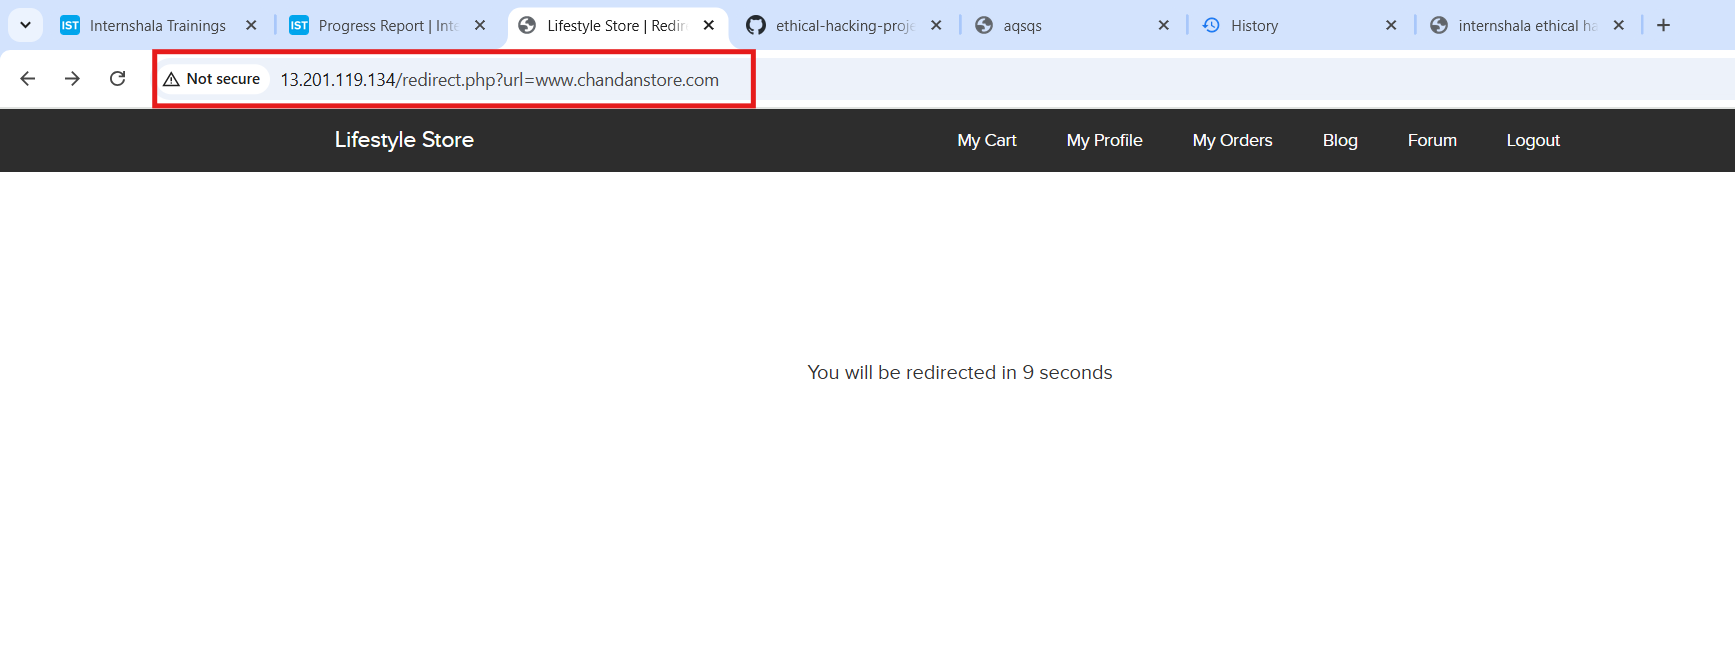 IST Internshala Trainings
IST Progress Report | Inte
Lifestyle Store | Redire
ethical-hacking-proje
aqsqs
History
internshala ethical ha
Not secure 13.201.119.134/redirect.php?url=www.chandanstore.com
Lifestyle Store My Cart My Profile My Orders Blog Forum Logout
You will be redirected in 9 seconds